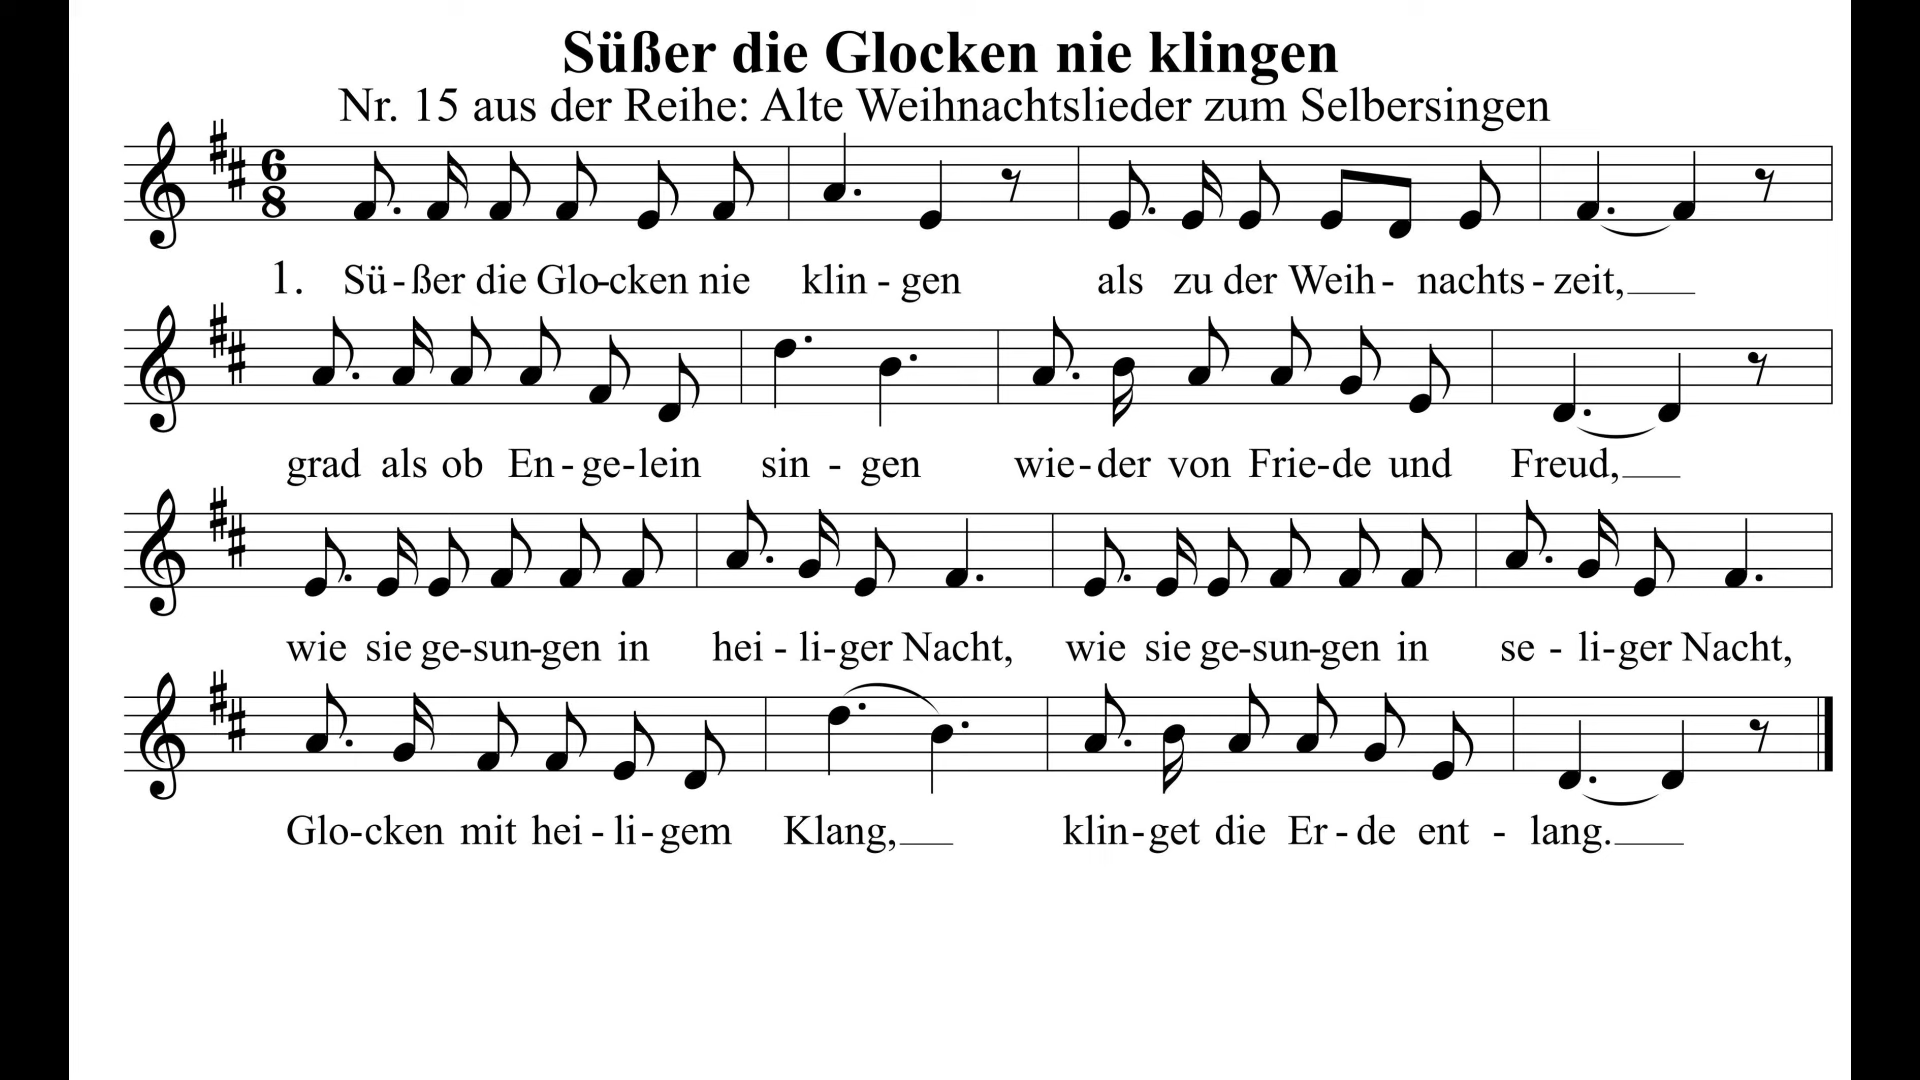 Süßer die Glocken nie klingen
Nr. 15 aus der Reihe: Alte Weihnachtslieder zum Selbersingen
6
8
1. Sü-ßer die Glo-cken nie klin - gen als zu der Weih - nachts - zeit,
grad als ob En - ge-lein sin - gen wie-der von Frie-de und Freud,
wie sie ge-sun-gen in hei - li-ger Nacht, wie sie ge-sun-gen in se - li-ger Nacht,
Glo-cken mit hei - li-gem Klang, klin-get die Er-de ent - lang.